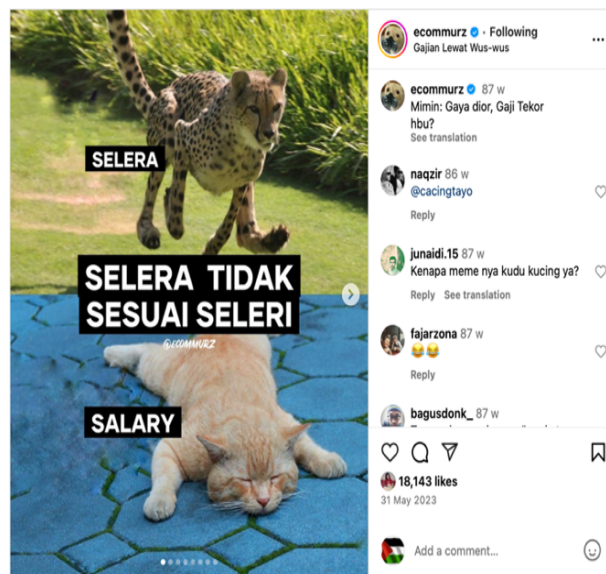 SELERA
SELERA TIDAK
SESUAI SELERI
@ECOMMURZ
SALARY
ecommurz • Following
Gajian Lewat Wus-wus
ecommurz 87 w
Mimin: Gaya dior, Gaji Tekor
hbu?
See translation
naqzir 86 w
@cacingtayo
Reply
junaidi.15 87 w
Kenapa meme nya kudu kucing ya?
Reply See translation
fajarzona 87 w
😂😂
Reply
bagusdonk_ 87 w
18,143 likes
31 May 2023
Add a comment...